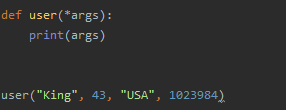 def user(*args):
    print(args)
user("King", 43, "USA", 1023984)